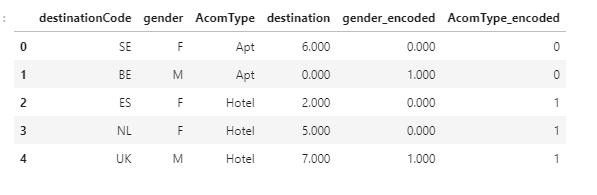 : destinationCode gender AcomType destination gender_encoded AcomType_encoded
0 SE F Apt 6.000 0.000 0
1 BE M Apt 0.000 1.000 0
2 ES F Hotel 2.000 0.000 1
3 NL F Hotel 5.000 0.000 1
4 UK M Hotel 7.000 1.000 1